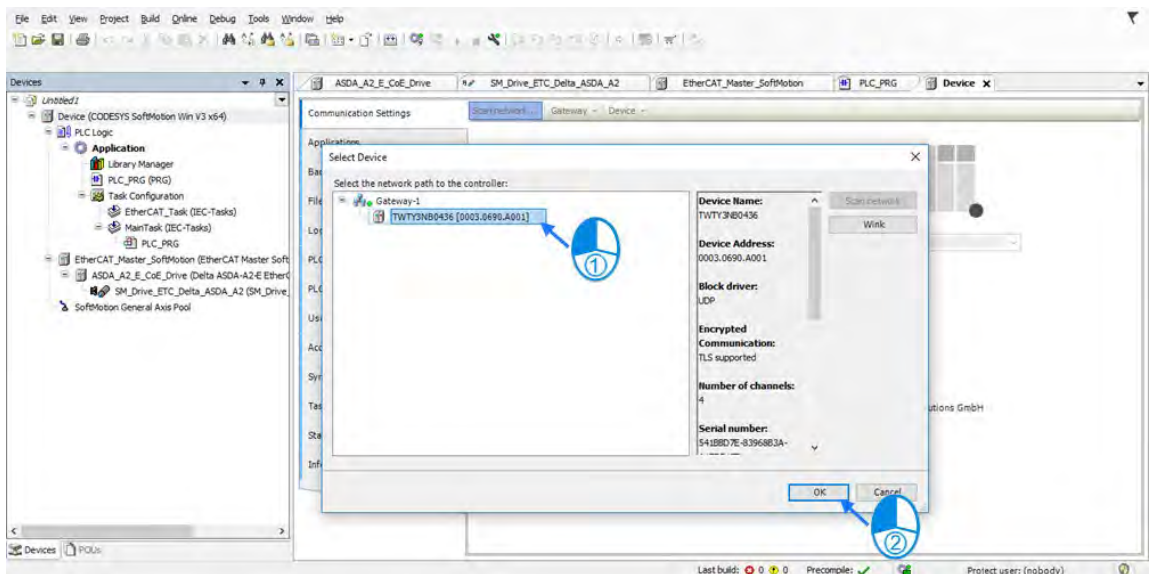 File Edit View Project Build Online Debug Tools Window Help
Devices
ASDA_A2_E_CoE_Drive
SM_Drive_ETC_Delta_ASDA_A2
EtherCAT_Master_SoftMotion
PLC_PRG
Device
Untitled1
Device (CODESYS SoftMotion Win V3 x64)
PLC Logic
Application
Library Manager
PLC_PRG (PRG)
Task Configuration
EtherCAT_Task (IEC-Tasks)
MainTask (IEC-Tasks)
PLC_PRG
EtherCAT_Master_SoftMotion (EtherCAT Master Soft
ASDA_A2_E_CoE_Drive (Delta ASDA-A2-E EtherC
SM_Drive_ETC_Delta_ASDA_A2 (SM_Drive_
SoftMotion General Axis Pool
Communication Settings
Scan network...
Gateway
Device
Applications
Select Device
Select the network path to the controller:
Gateway-1
TWTY3NB0436 [0003.0690.A001]
①
Device Name:
TWTY3NB0436
Device Address:
0003.0690.A001
Block driver:
UDP
Encrypted
Communication:
TLS supported
Number of channels:
4
Serial number:
541BBD7E-83968B3A-
Scan network
Wink
OK
Cancel
②
utions GmbH
Devices
POUs
Last build: 0 0 Precompile: Project user: (nobody)